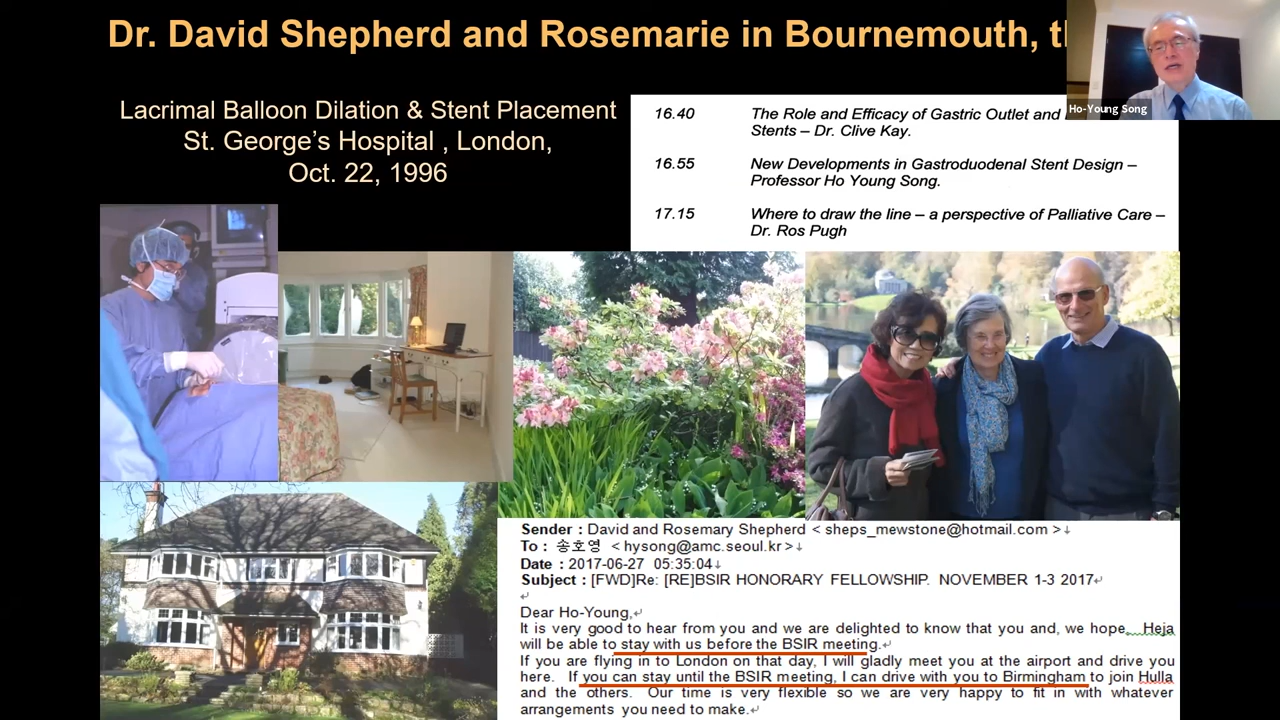 Dr. David Shepherd and Rosemarie in Bournemouth,
Ho-Young Song
Lacrimal Balloon Dilation & Stent Placement
St. George's Hospital , London,
Oct. 22, 1996
16.40 The Role and Efficacy of Gastric Outlet and
Stents – Dr. Clive Kay.
16.55 New Developments in Gastroduodenal Stent Design –
Professor Ho Young Song.
17.15 Where to draw the line – a perspective of Palliative Care –
Dr. Ros Pugh
Sender : David and Rosemary Shepherd < sheps_mewstone@hotmail.com >↓
To : 송호영 < hysong@amc.seoul.kr>↓
Date : 2017-06-27 05:35:04↓
Subject : [FWD]Re: [RE]BSIR HONORARY FELLOWSHIP. NOVEMBER 1-3 2017↵
↵
Dear Ho-Young,↵
It is very good to hear from you and we are delighted to know that you and, we hope, Heja
will be able to stay with us before the BSIR meeting.↵
If you are flying in to London on that day, I will gladly meet you at the airport and drive you
here. If you can stay until the BSIR meeting, I can drive with you to Birmingham to join Hulla
and the others. Our time is very flexible so we are very happy to fit in with whatever
arrangements you need to make.↵